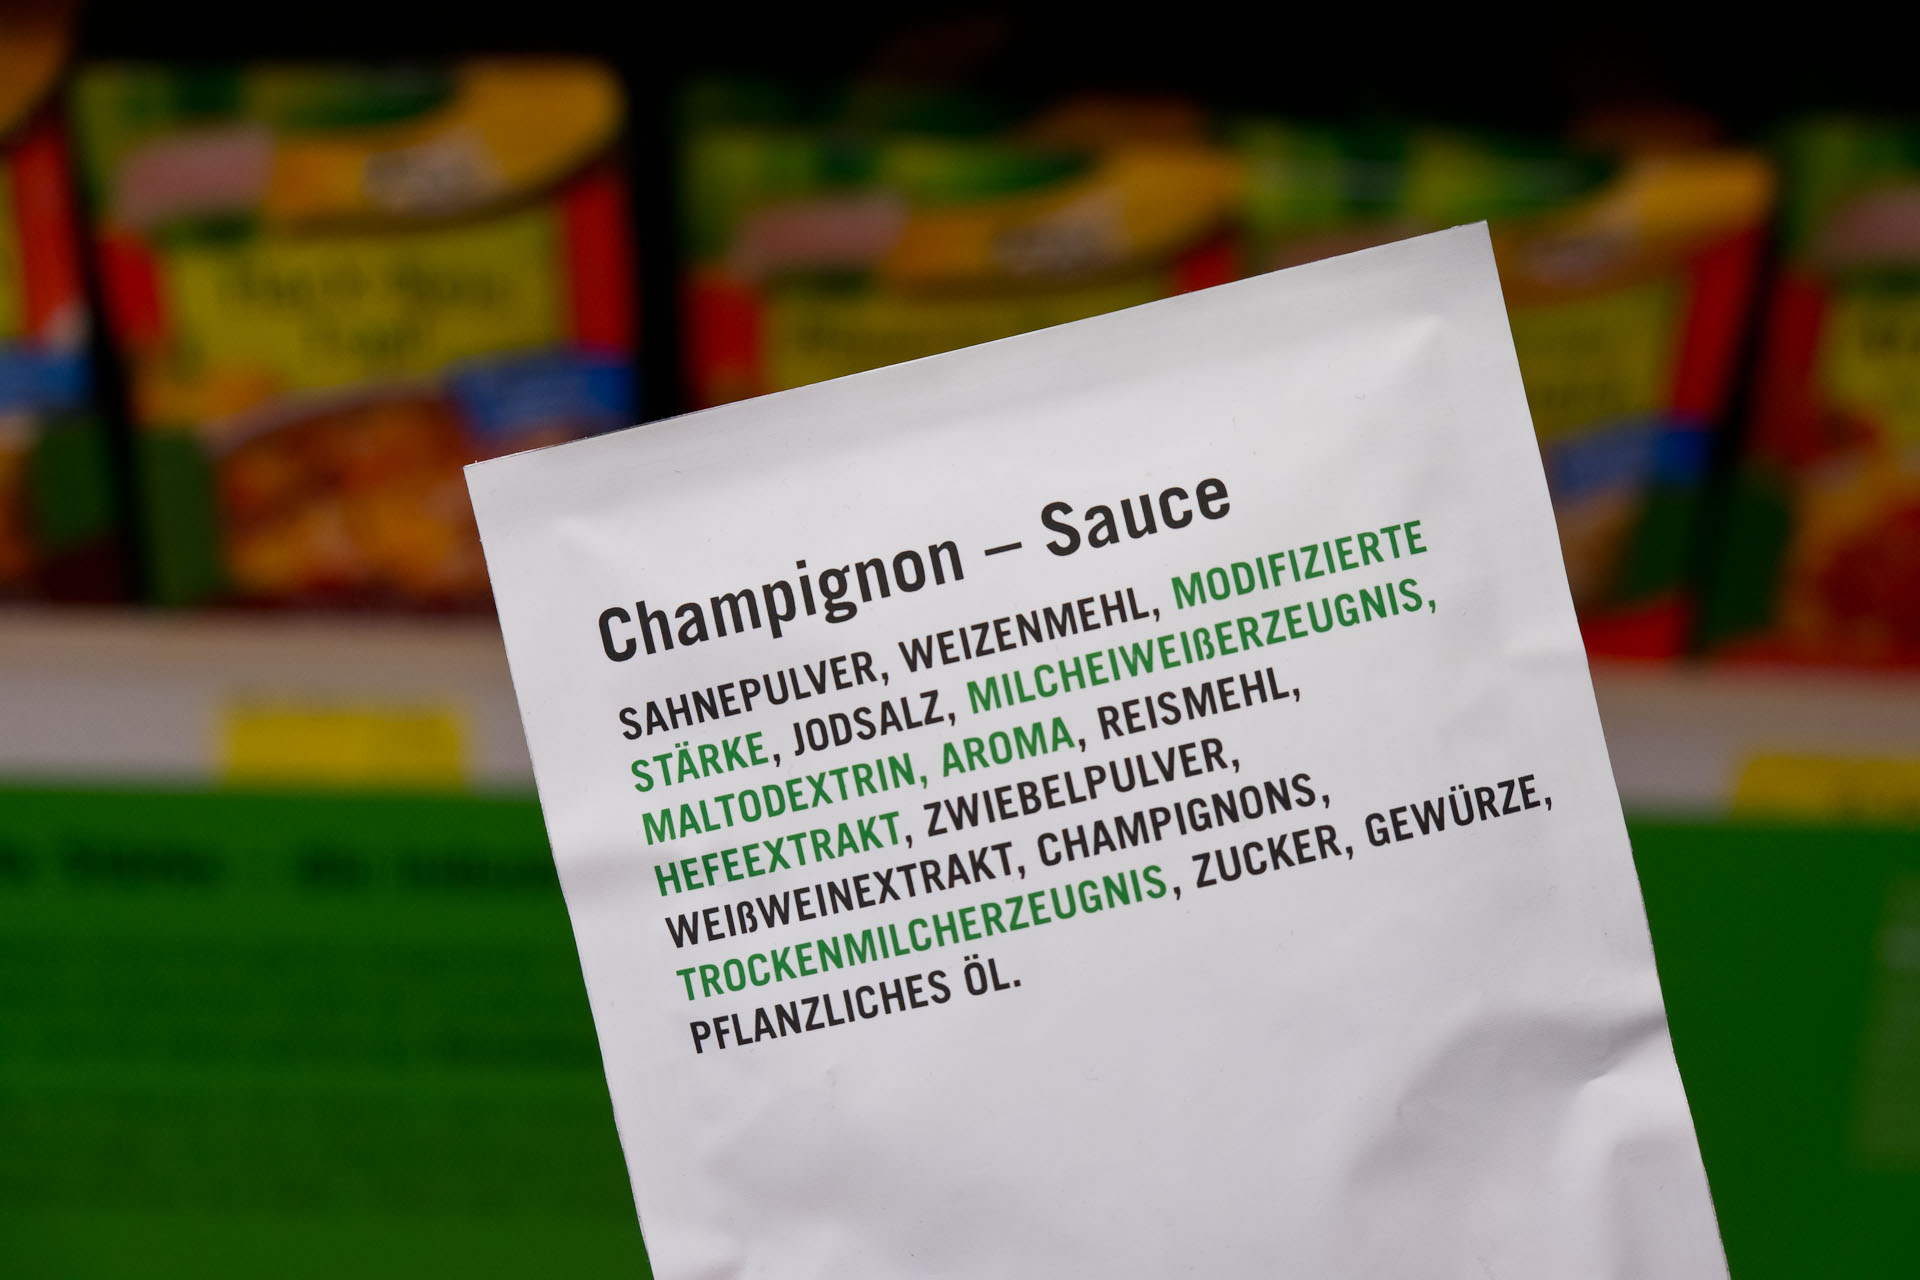 Champignon – Sauce
SAHNEPULVER, WEIZENMEHL, MODIFIZIERTE
STÄRKE, JODSALZ, MILCHEIWEIßERZEUGNIS,
MALTODEXTRIN, AROMA, REISMEHL,
HEFEEXTRAKT, ZWIEBELPULVER,
WEIßWEINEXTRAKT, CHAMPIGNONS,
TROCKENMILCHERZEUGNIS, ZUCKER, GEWÜRZE,
PFLANZLICHES ÖL.